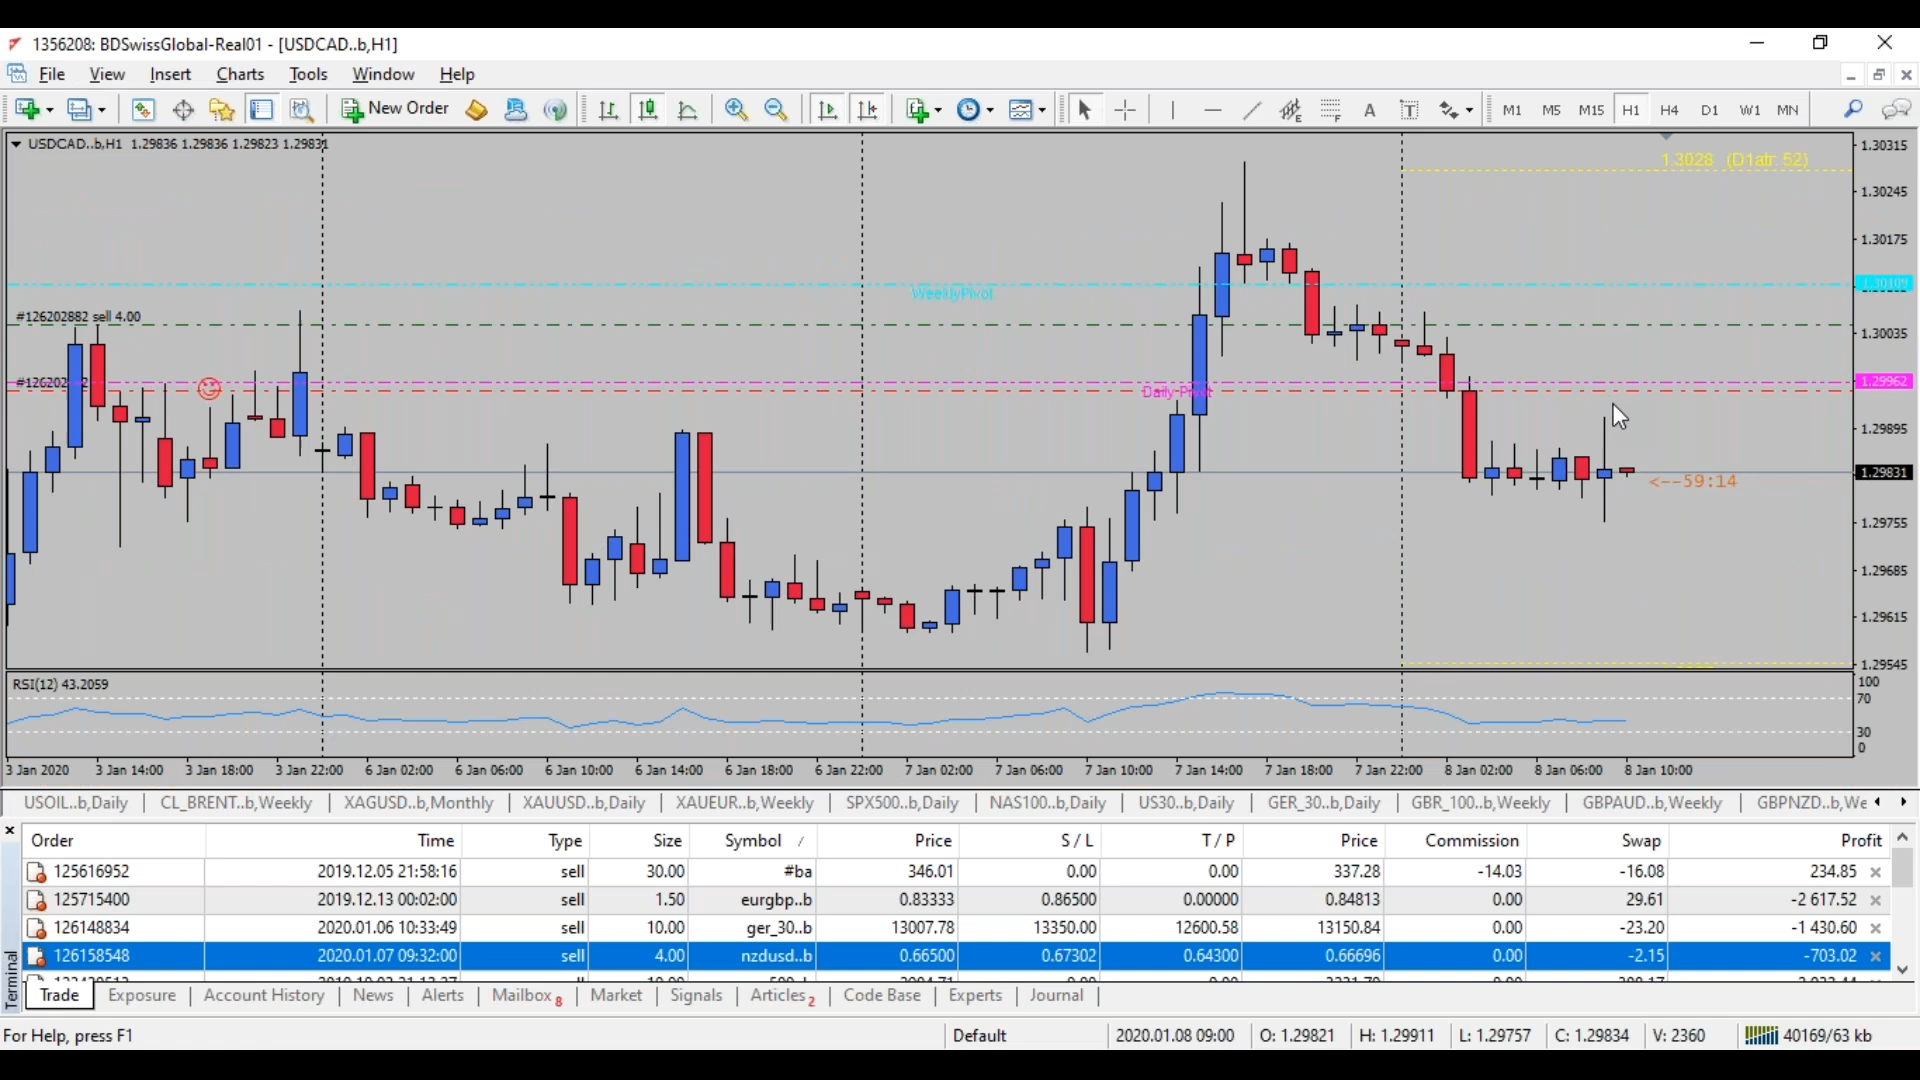 1356208: BDSwissGlobal-Real01 - [USDCAD..b,H1]
File View Insert Charts Tools Window Help
New Order A T E F M1 M5 M15 H1 H4 D1 W1 MN
USDCAD..b,H1 1.29836 1.29836 1.29823 1.29831
1.30315
1.3028 (D1atr: 52)
1.30245
1.30175
1.30109
WeeklyPivot
#126202882 sell 4.00
1.30035
1.29962
Daily Pivot
1.29895
1.29831
<--59:14
1.29755
1.29685
1.29615
1.29545
RSI(12) 43.2059
100
70
30
0
3 Jan 2020 3 Jan 14:00 3 Jan 18:00 3 Jan 22:00 6 Jan 02:00 6 Jan 06:00 6 Jan 10:00 6 Jan 14:00 6 Jan 18:00 6 Jan 22:00 7 Jan 02:00 7 Jan 06:00 7 Jan 10:00 7 Jan 14:00 7 Jan 18:00 7 Jan 22:00 8 Jan 02:00 8 Jan 06:00 8 Jan 10:00
USOIL..b,Daily CL_BRENT..b,Weekly XAGUSD..b,Monthly XAUUSD..b,Daily XAUEUR..b,Weekly SPX500..b,Daily NAS100..b,Daily US30..b,Daily GER_30..b,Daily GBR_100..b,Weekly GBPAUD..b,Weekly GBPNZD..b,We
Order Time Type Size Symbol / Price S / L T / P Price Commission Swap Profit
125616952 2019.12.05 21:58:16 sell 30.00 #ba 346.01 0.00 0.00 337.28 -14.03 -16.08 234.85
125715400 2019.12.13 00:02:00 sell 1.50 eurgbp..b 0.83333 0.86500 0.00000 0.84813 0.00 29.61 -2 617.52
126148834 2020.01.06 10:33:49 sell 10.00 ger_30..b 13007.78 13350.00 12600.58 13150.84 0.00 -23.20 -1 430.60
126158548 2020.01.07 09:32:00 sell 4.00 nzdusd..b 0.66500 0.67302 0.64300 0.66696 0.00 -2.15 -703.02
Terminal
Trade Exposure Account History News Alerts Mailbox 8 Market Signals Articles 2 Code Base Experts Journal
For Help, press F1 Default 2020.01.08 09:00 O: 1.29821 H: 1.29911 L: 1.29757 C: 1.29834 V: 2360 40169/63 kb